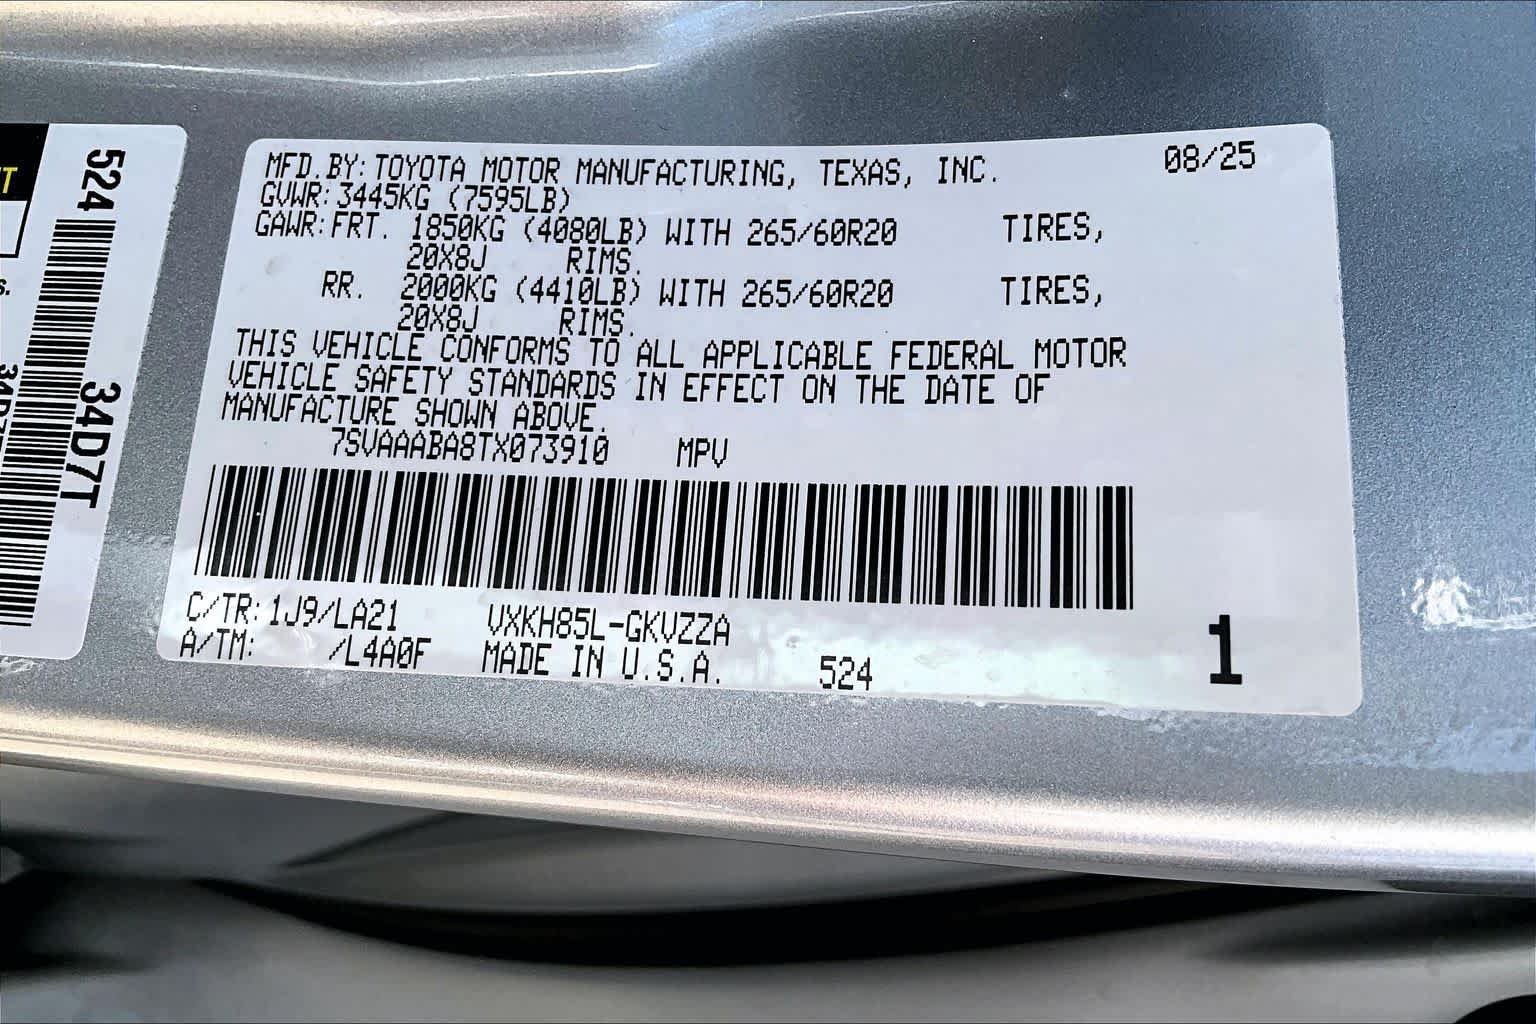 MFD.BY: TOYOTA MOTOR MANUFACTURING, TEXAS, INC. 08/25
GVWR: 3445KG (7595LB)
GAWR: FRT. 1850KG (4080LB) WITH 265/60R20 TIRES,
20X8J RIMS.
RR. 2000KG (4410LB) WITH 265/60R20 TIRES,
20X8J RIMS.
THIS VEHICLE CONFORMS TO ALL APPLICABLE FEDERAL MOTOR
VEHICLE SAFETY STANDARDS IN EFFECT ON THE DATE OF
MANUFACTURE SHOWN ABOVE.
7SVAAABA8TX073910 MPV
C/TR: 1J9/LA21 VXKH85L-GKVZZA
A/TM: /L4A0F MADE IN U.S.A. 524
1
524
34D7T